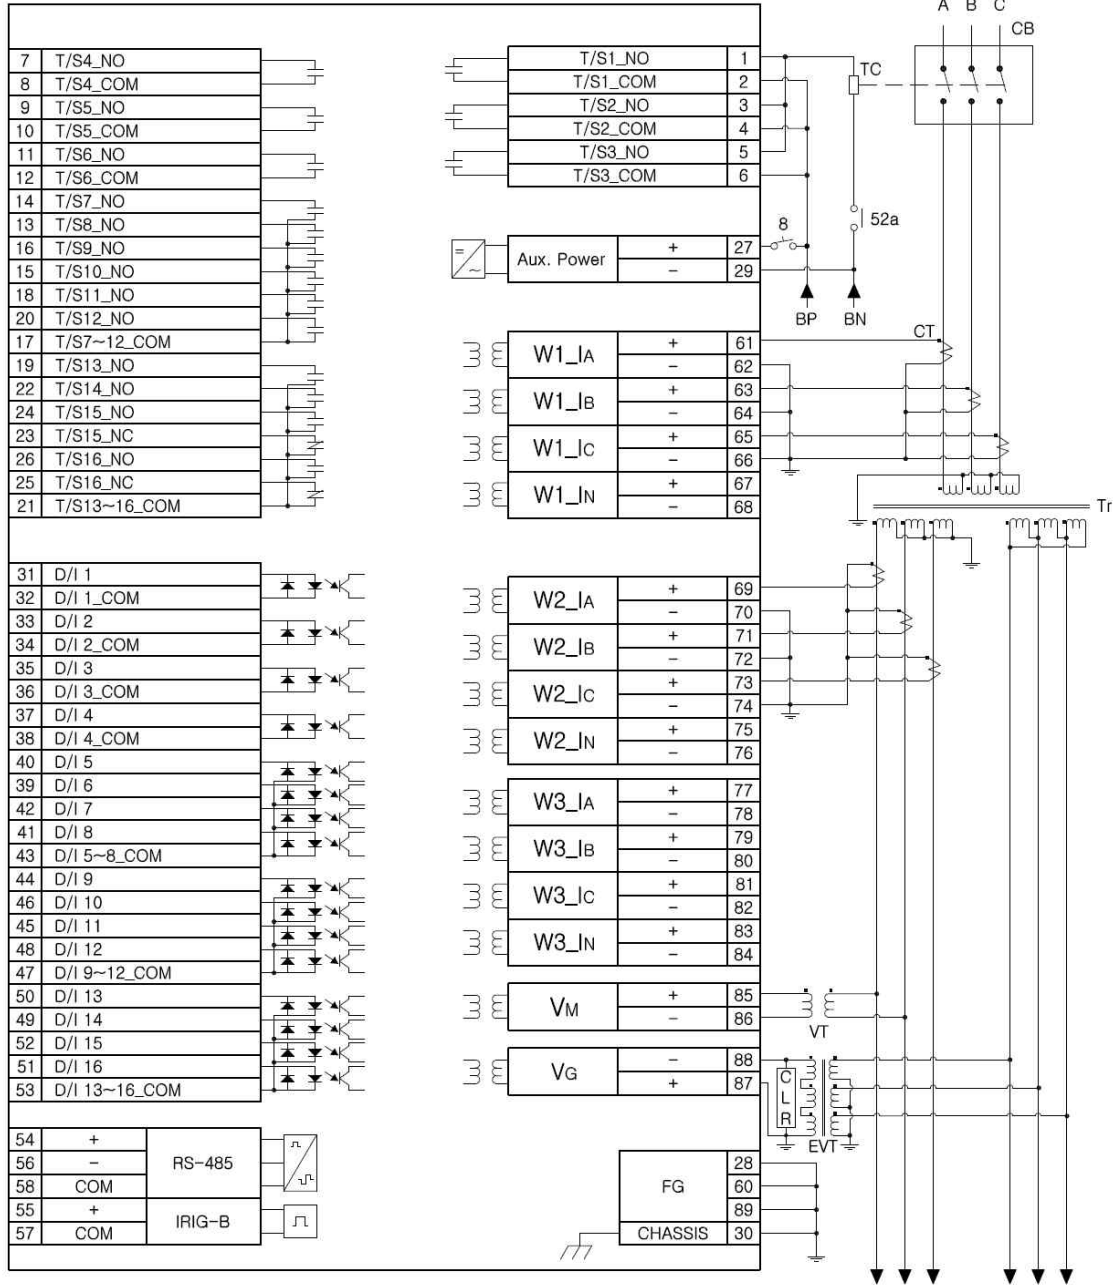 7 T/S4_NO
8 T/S4_COM
9 T/S5_NO
10 T/S5_COM
11 T/S6_NO
12 T/S6_COM
14 T/S7_NO
13 T/S8_NO
16 T/S9_NO
15 T/S10_NO
18 T/S11_NO
20 T/S12_NO
17 T/S7~12_COM
19 T/S13_NO
22 T/S14_NO
24 T/S15_NO
23 T/S15_NC
26 T/S16_NO
25 T/S16_NC
21 T/S13~16_COM
31 D/I 1
32 D/I 1_COM
33 D/I 2
34 D/I 2_COM
35 D/I 3
36 D/I 3_COM
37 D/I 4
38 D/I 4_COM
40 D/I 5
39 D/I 6
42 D/I 7
41 D/I 8
43 D/I 5~8_COM
44 D/I 9
46 D/I 10
45 D/I 11
48 D/I 12
47 D/I 9~12_COM
50 D/I 13
49 D/I 14
52 D/I 15
51 D/I 16
53 D/I 13~16_COM
54 +
56 − RS-485
58 COM
55 +
57 COM IRIG-B
T/S1_NO 1
T/S1_COM 2
T/S2_NO 3
T/S2_COM 4
T/S3_NO 5
T/S3_COM 6
Aux. Power + 27
− 29
W1_IA + 61
− 62
W1_IB + 63
− 64
W1_IC + 65
− 66
W1_IN + 67
− 68
W2_IA + 69
− 70
W2_IB + 71
− 72
W2_IC + 73
− 74
W2_IN + 75
− 76
W3_IA + 77
− 78
W3_IB + 79
− 80
W3_IC + 81
− 82
W3_IN + 83
− 84
VM + 85
− 86
VG − 88
+ 87
FG 28
60
89
CHASSIS 30
A B C
CB
TC
8
52a
BP BN
CT
Tr
VT
CLR
EVT